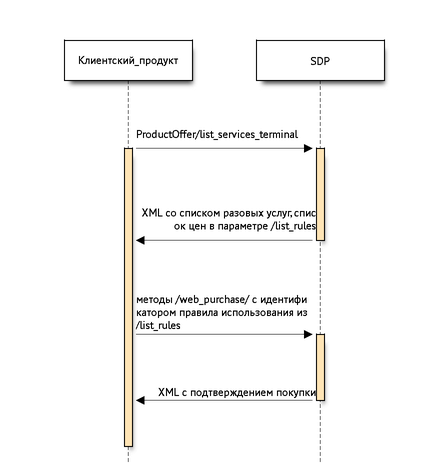 Клиентский_продукт
SDP
ProductOffer/list_services_terminal
XML со списком разовых услуг,спис
ок цен в параметре /list_rules
методы /web_purchase/ с идентифи
катором правила использования из
/list_rules
XML с подтверждением покупки